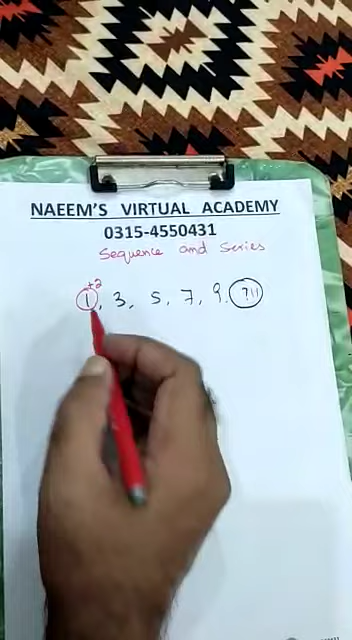 NAEEM'S VIRTUAL ACADEMY
0315-4550431
Sequence and Series
+2
1, 3, 5, 7, 9, ? 11